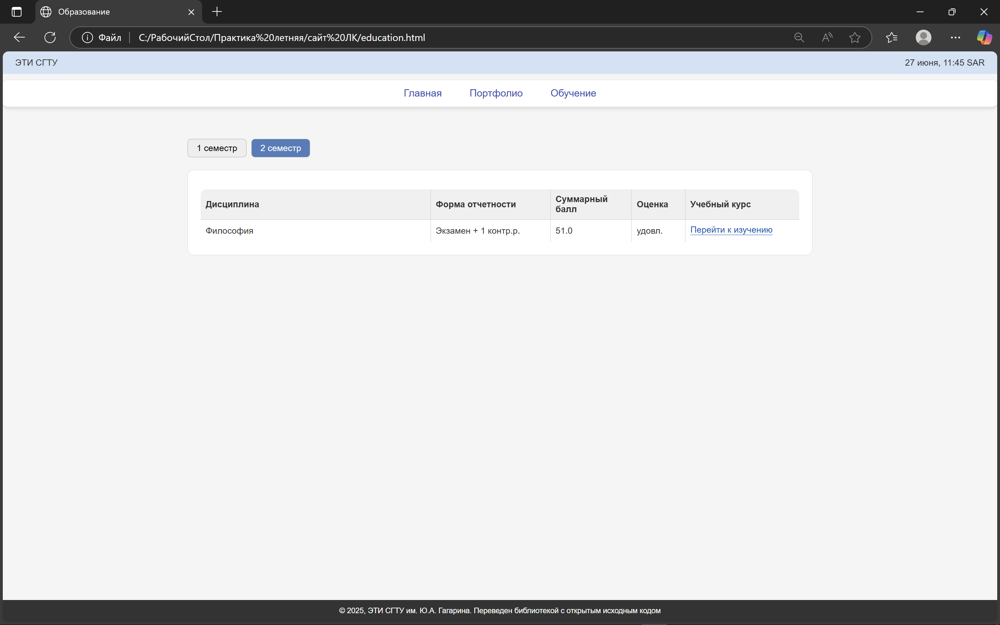 Образование
Файл
C:/РабочийСтол/Практика%20летняя/сайт%20ЛК/education.html
ЭТИ СГТУ
27 июня, 11:45 SAR
Главная Портфолио Обучение
1 семестр 2 семестр
Дисциплина Форма отчетности Суммарный балл Оценка Учебный курс
Философия Экзамен + 1 контр.р. 51.0 удовл. Перейти к изучению
© 2025, ЭТИ СГТУ им. Ю.А. Гагарина. Переведен библиотекой с открытым исходным кодом